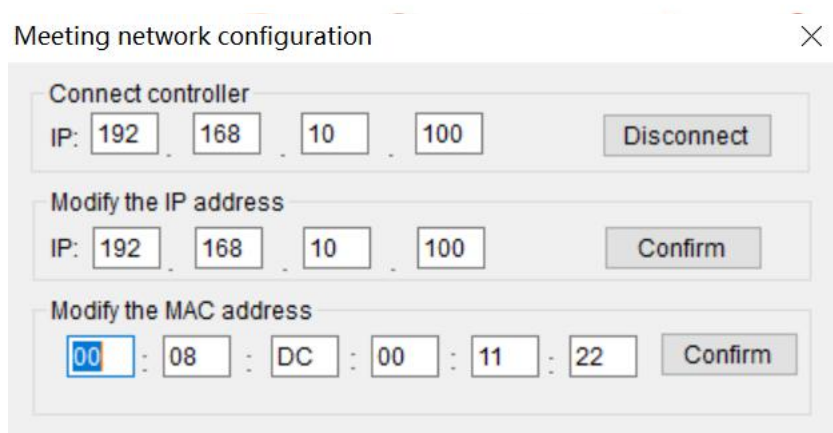 Meeting network configuration
Connect controller
IP: 192 . 168 . 10 . 100 Disconnect
Modify the IP address
IP: 192 . 168 . 10 . 100 Confirm
Modify the MAC address
00 : 08 : DC : 00 : 11 : 22 Confirm